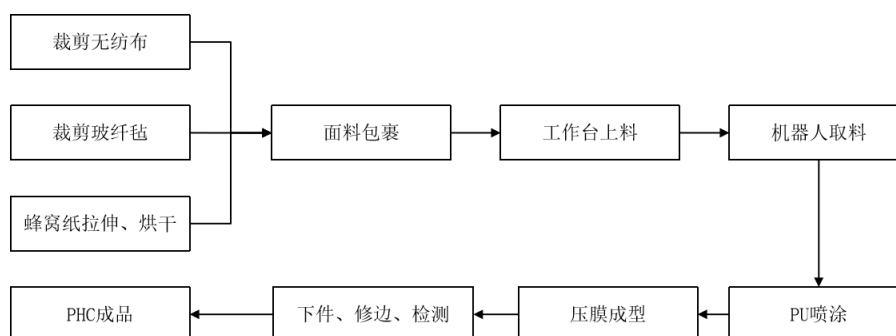 裁剪无纺布
裁剪玻纤毡
面料包裹
工作台上料
机器人取料
蜂窝纸拉伸、烘干
PHC成品
下件、修边、检测
压膜成型
PU喷涂